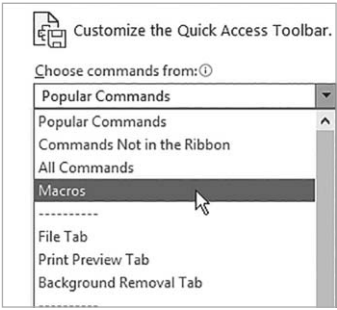 Customize the Quick Access Toolbar.
Choose commands from:
Popular Commands
Popular Commands
Commands Not in the Ribbon
All Commands
Macros
----------
File Tab
Print Preview Tab
Background Removal Tab
----------